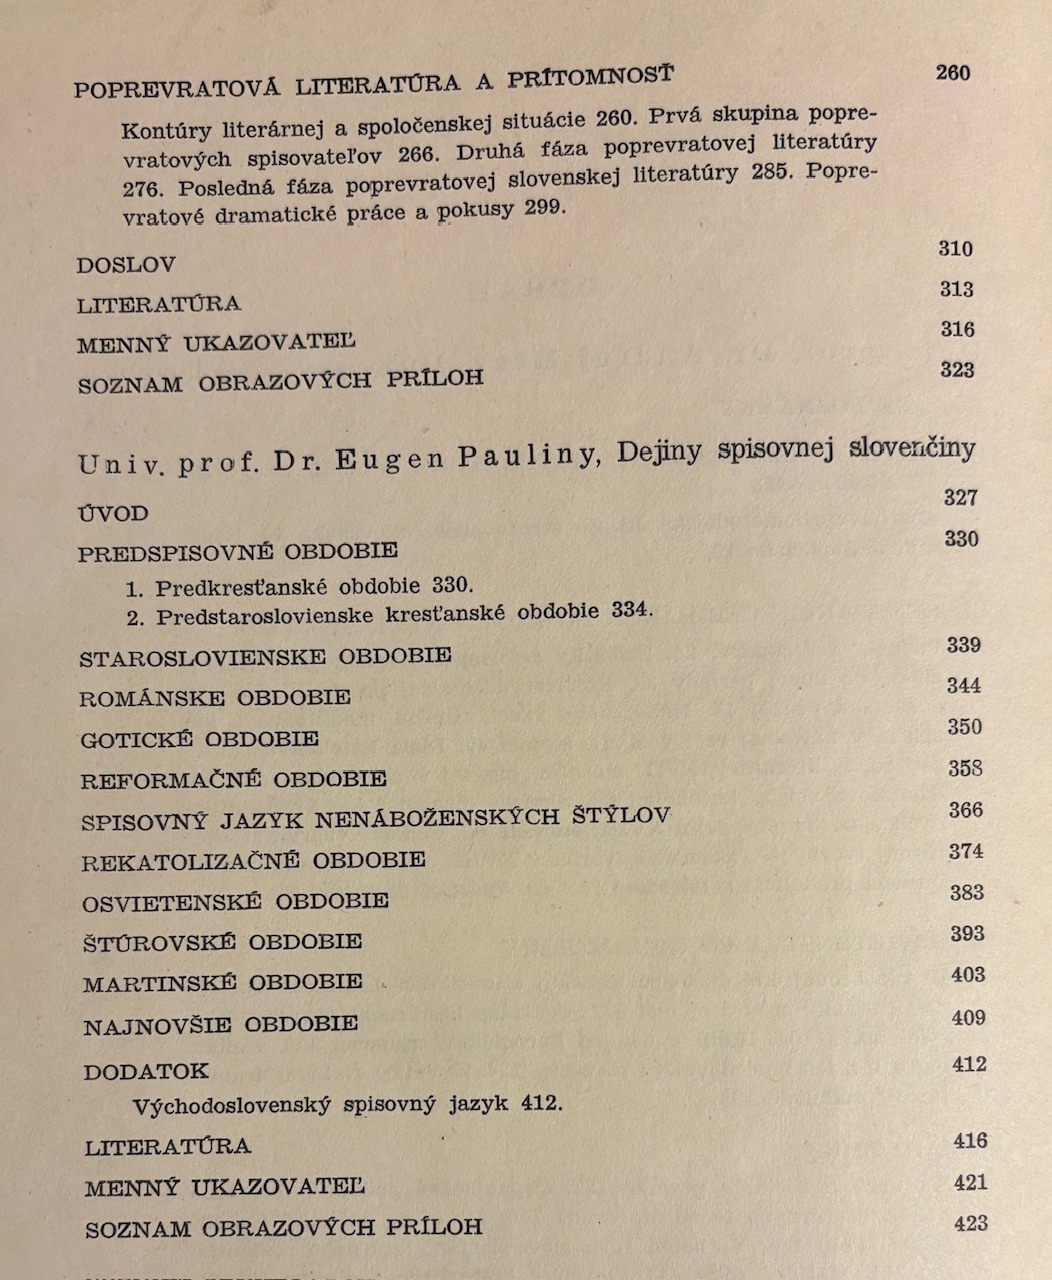 POPREVRATOVÁ LITERATÚRA A PRÍTOMNOSŤ 260
Kontúry literárnej a spoločenskej situácie 260. Prvá skupina popre-
vratových spisovateľov 266. Druhá fáza poprevratovej literatúry
276. Posledná fáza poprevratovej slovenskej literatúry 285. Popre-
vratové dramatické práce a pokusy 299.
DOSLOV 310
LITERATÚRA 313
MENNÝ UKAZOVATEĽ 316
SOZNAM OBRAZOVÝCH PRÍLOH 323
Univ. prof. Dr. Eugen Pauliny, Dejiny spisovnej slovenčiny
ÚVOD 327
PREDSPISOVNÉ OBDOBIE 330
1. Predkresťanské obdobie 330.
2. Predstaroslovienske kresťanské obdobie 334.
STAROSLOVIENSKE OBDOBIE 339
ROMÁNSKE OBDOBIE 344
GOTICKÉ OBDOBIE 350
REFORMAČNÉ OBDOBIE 358
SPISOVNÝ JAZYK NENÁBOŽENSKÝCH ŠTÝLOV 366
REKATOLIZAČNÉ OBDOBIE 374
OSVIETENSKÉ OBDOBIE 383
ŠTÚROVSKÉ OBDOBIE 393
MARTINSKÉ OBDOBIE 403
NAJNOVŠIE OBDOBIE 409
DODATOK 412
Východoslovenský spisovný jazyk 412.
LITERATÚRA 416
MENNÝ UKAZOVATEĽ 421
SOZNAM OBRAZOVÝCH PRÍLOH 423